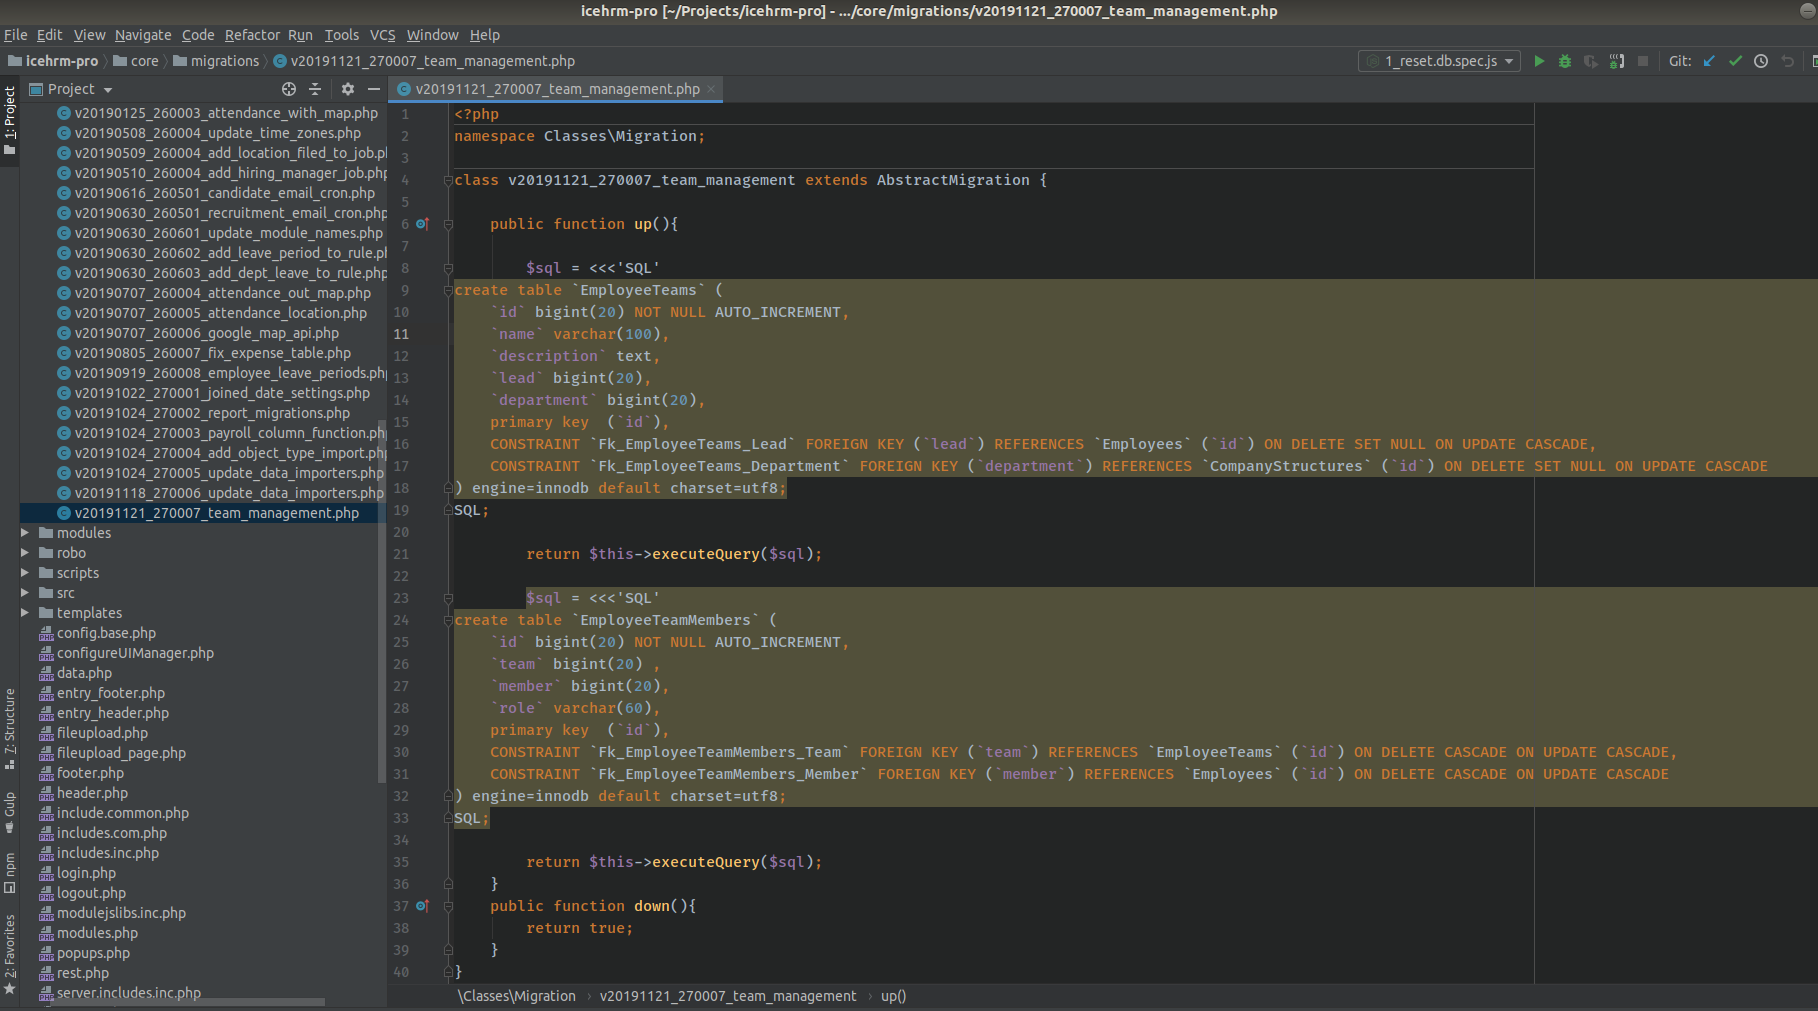 icehrm-pro [~/Projects/icehrm-pro] - .../core/migrations/v20191121_270007_team_management.php
File Edit View Navigate Code Refactor Run Tools VCS Window Help
icehrm-pro core migrations v20191121_270007_team_management.php 1_reset.db.spec.js Git:
Project v20191121_270007_team_management.php
1: Project
7: Structure
Gulp
npm
2: Favorites
v20190125_260003_attendance_with_map.php
v20190508_260004_update_time_zones.php
v20190509_260004_add_location_filed_to_job.pl
v20190510_260004_add_hiring_manager_job.php
v20190616_260501_candidate_email_cron.php
v20190630_260501_recruitment_email_cron.php
v20190630_260601_update_module_names.php
v20190630_260602_add_leave_period_to_rule.ph
v20190630_260603_add_dept_leave_to_rule.php
v20190707_260004_attendance_out_map.php
v20190707_260005_attendance_location.php
v20190707_260006_google_map_api.php
v20190805_260007_fix_expense_table.php
v20190919_260008_employee_leave_periods.php
v20191022_270001_joined_date_settings.php
v20191024_270002_report_migrations.php
v20191024_270003_payroll_column_function.php
v20191024_270004_add_object_type_import.php
v20191024_270005_update_data_importers.php
v20191118_270006_update_data_importers.php
v20191121_270007_team_management.php
modules
robo
scripts
src
templates
config.base.php
configureUIManager.php
data.php
entry_footer.php
entry_header.php
fileupload.php
fileupload_page.php
footer.php
header.php
include.common.php
includes.com.php
includes.inc.php
login.php
logout.php
modulejslibs.inc.php
modules.php
popups.php
rest.php
server.includes.inc.php
1 <?php
2 namespace Classes\Migration;
3
4 class v20191121_270007_team_management extends AbstractMigration {
5
6 public function up(){
7
8 $sql = <<<'SQL'
9 create table `EmployeeTeams` (
10 `id` bigint(20) NOT NULL AUTO_INCREMENT,
11 `name` varchar(100),
12 `description` text,
13 `lead` bigint(20),
14 `department` bigint(20),
15 primary key  (`id`),
16 CONSTRAINT `Fk_EmployeeTeams_Lead` FOREIGN KEY (`lead`) REFERENCES `Employees` (`id`) ON DELETE SET NULL ON UPDATE CASCADE,
17 CONSTRAINT `Fk_EmployeeTeams_Department` FOREIGN KEY (`department`) REFERENCES `CompanyStructures` (`id`) ON DELETE SET NULL ON UPDATE CASCADE
18 ) engine=innodb default charset=utf8;
19 SQL;
20
21 return $this->executeQuery($sql);
22
23 $sql = <<<'SQL'
24 create table `EmployeeTeamMembers` (
25 `id` bigint(20) NOT NULL AUTO_INCREMENT,
26 `team` bigint(20) ,
27 `member` bigint(20),
28 `role` varchar(60),
29 primary key  (`id`),
30 CONSTRAINT `Fk_EmployeeTeamMembers_Team` FOREIGN KEY (`team`) REFERENCES `EmployeeTeams` (`id`) ON DELETE CASCADE ON UPDATE CASCADE,
31 CONSTRAINT `Fk_EmployeeTeamMembers_Member` FOREIGN KEY (`member`) REFERENCES `Employees` (`id`) ON DELETE CASCADE ON UPDATE CASCADE
32 ) engine=innodb default charset=utf8;
33 SQL;
34
35 return $this->executeQuery($sql);
36 }
37 public function down(){
38 return true;
39 }
40 }
\Classes\Migration › v20191121_270007_team_management › up()